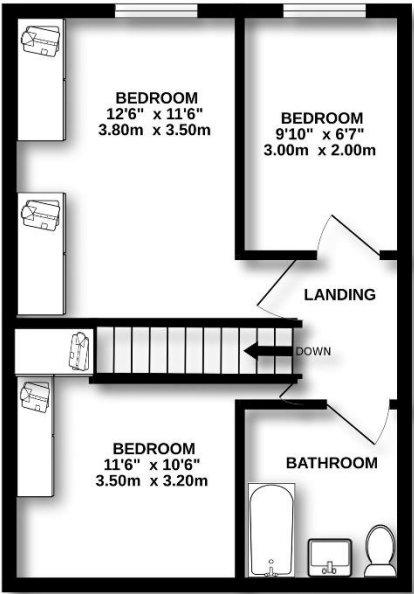 BEDROOM
12'6" x 11'6"
3.80m x 3.50m
BEDROOM
9'10" x 6'7"
3.00m x 2.00m
LANDING
DOWN
BEDROOM
11'6" x 10'6"
3.50m x 3.20m
BATHROOM